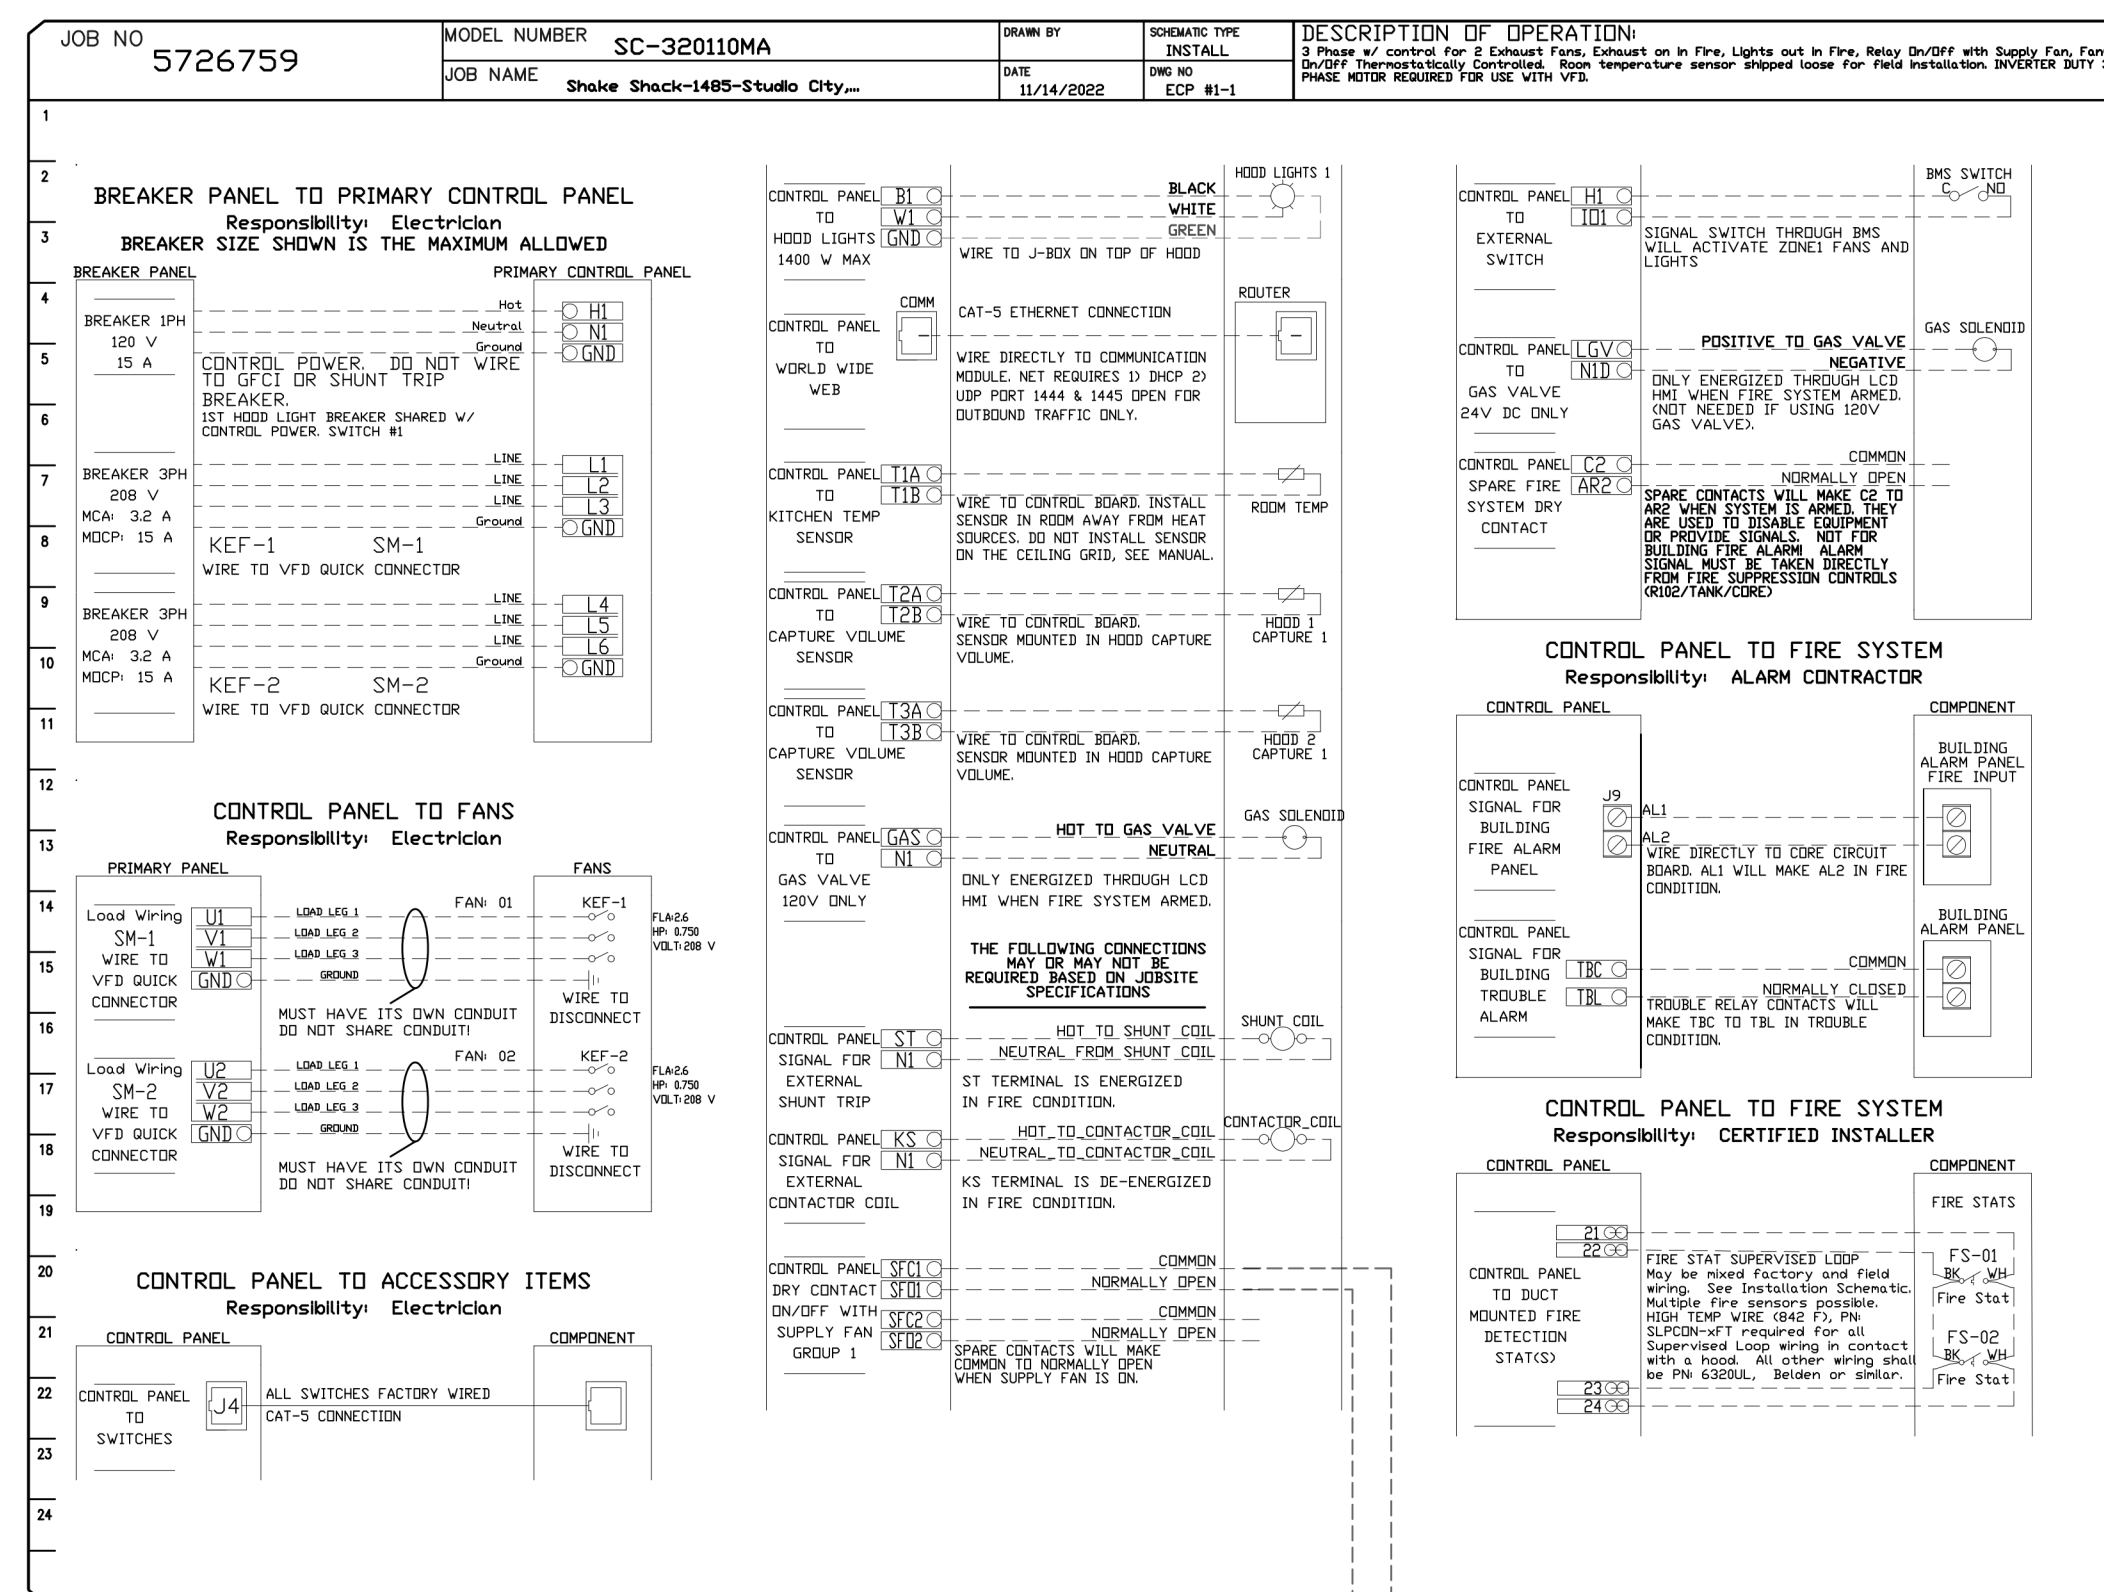 JOB NO
5726759
MODEL NUMBER
SC-320110MA
JOB NAME
Shake Shack-1485-Studio City,...
DRAWN BY
DATE
11/14/2022
SCHEMATIC TYPE
INSTALL
DWG NO
ECP #1-1
DESCRIPTION OF OPERATION:
3 Phase w/ control for 2 Exhaust Fans, Exhaust on in Fire, Lights out in Fire, Relay On/Off with Supply Fan, Fan
On/Off Thermostatically Controlled. Room temperature sensor shipped loose for field installation. INVERTER DUTY 3
PHASE MOTOR REQUIRED FOR USE WITH VFD.
1
2
3
4
5
6
7
8
9
10
11
12
13
14
15
16
17
18
19
20
21
22
23
24
BREAKER PANEL TO PRIMARY CONTROL PANEL
Responsibility: Electrician
BREAKER SIZE SHOWN IS THE MAXIMUM ALLOWED
BREAKER PANEL
PRIMARY CONTROL PANEL
BREAKER 1PH
120 V
15 A
Hot
H1
Neutral
N1
Ground
GND
CONTROL POWER. DO NOT WIRE
TO GFCI OR SHUNT TRIP
BREAKER.
1ST HOOD LIGHT BREAKER SHARED W/
CONTROL POWER. SWITCH #1
BREAKER 3PH
208 V
MCA: 3.2 A
MOCP: 15 A
LINE
L1
LINE
L2
LINE
L3
Ground
GND
KEF-1 SM-1
WIRE TO VFD QUICK CONNECTOR
BREAKER 3PH
208 V
MCA: 3.2 A
MOCP: 15 A
LINE
L4
LINE
L5
LINE
L6
Ground
GND
KEF-2 SM-2
WIRE TO VFD QUICK CONNECTOR
CONTROL PANEL TO FANS
Responsibility: Electrician
PRIMARY PANEL
FANS
Load Wiring
SM-1
WIRE TO
VFD QUICK
CONNECTOR
U1
V1
W1
GND
LOAD LEG 1
LOAD LEG 2
LOAD LEG 3
GROUND
FAN: 01
KEF-1
FLA:2.6
HP: 0.750
VOLT: 208 V
WIRE TO
DISCONNECT
MUST HAVE ITS OWN CONDUIT
DO NOT SHARE CONDUIT!
Load Wiring
SM-2
WIRE TO
VFD QUICK
CONNECTOR
U2
V2
W2
GND
LOAD LEG 1
LOAD LEG 2
LOAD LEG 3
GROUND
FAN: 02
KEF-2
FLA:2.6
HP: 0.750
VOLT: 208 V
WIRE TO
DISCONNECT
MUST HAVE ITS OWN CONDUIT
DO NOT SHARE CONDUIT!
CONTROL PANEL TO ACCESSORY ITEMS
Responsibility: Electrician
CONTROL PANEL
COMPONENT
CONTROL PANEL
TO
SWITCHES
J4
ALL SWITCHES FACTORY WIRED
CAT-5 CONNECTION
CONTROL PANEL
TO
HOOD LIGHTS
1400 W MAX
B1
W1
GND
BLACK
WHITE
GREEN
HOOD LIGHTS 1
WIRE TO J-BOX ON TOP OF HOOD
CONTROL PANEL
TO
WORLD WIDE
WEB
COMM
CAT-5 ETHERNET CONNECTION
ROUTER
WIRE DIRECTLY TO COMMUNICATION
MODULE. NET REQUIRES 1) DHCP 2)
UDP PORT 1444 & 1445 OPEN FOR
OUTBOUND TRAFFIC ONLY.
CONTROL PANEL
TO
KITCHEN TEMP
SENSOR
T1A
T1B
ROOM TEMP
WIRE TO CONTROL BOARD. INSTALL
SENSOR IN ROOM AWAY FROM HEAT
SOURCES. DO NOT INSTALL SENSOR
ON THE CEILING GRID, SEE MANUAL.
CONTROL PANEL
TO
CAPTURE VOLUME
SENSOR
T2A
T2B
HOOD 1
CAPTURE 1
WIRE TO CONTROL BOARD.
SENSOR MOUNTED IN HOOD CAPTURE
VOLUME.
CONTROL PANEL
TO
CAPTURE VOLUME
SENSOR
T3A
T3B
HOOD 2
CAPTURE 1
WIRE TO CONTROL BOARD.
SENSOR MOUNTED IN HOOD CAPTURE
VOLUME.
CONTROL PANEL
TO
GAS VALVE
120V ONLY
GAS
N1
HOT TO GAS VALVE
NEUTRAL
GAS SOLENOID
ONLY ENERGIZED THROUGH LCD
HMI WHEN FIRE SYSTEM ARMED.
THE FOLLOWING CONNECTIONS
MAY OR MAY NOT BE
REQUIRED BASED ON JOBSITE
SPECIFICATIONS
CONTROL PANEL
SIGNAL FOR
EXTERNAL
SHUNT TRIP
ST
N1
HOT TO SHUNT COIL
NEUTRAL FROM SHUNT COIL
SHUNT COIL
ST TERMINAL IS ENERGIZED
IN FIRE CONDITION.
CONTROL PANEL
SIGNAL FOR
EXTERNAL
CONTACTOR COIL
KS
N1
HOT_TO_CONTACTOR_COIL
NEUTRAL_TO_CONTACTOR_COIL
CONTACTOR_COIL
KS TERMINAL IS DE-ENERGIZED
IN FIRE CONDITION.
CONTROL PANEL
DRY CONTACT
ON/OFF WITH
SUPPLY FAN
GROUP 1
SFC1
SFO1
SFC2
SFO2
COMMON
NORMALLY OPEN
COMMON
NORMALLY OPEN
SPARE CONTACTS WILL MAKE
COMMON TO NORMALLY OPEN
WHEN SUPPLY FAN IS ON.
CONTROL PANEL
TO
EXTERNAL
SWITCH
H1
IO1
BMS SWITCH
C NO
SIGNAL SWITCH THROUGH BMS
WILL ACTIVATE ZONE1 FANS AND
LIGHTS
CONTROL PANEL
TO
GAS VALVE
24V DC ONLY
LGV
N1D
POSITIVE TO GAS VALVE
NEGATIVE
GAS SOLENOID
ONLY ENERGIZED THROUGH LCD
HMI WHEN FIRE SYSTEM ARMED.
(NOT NEEDED IF USING 120V
GAS VALVE).
CONTROL PANEL
SPARE FIRE
SYSTEM DRY
CONTACT
C2
AR2
COMMON
NORMALLY OPEN
SPARE CONTACTS WILL MAKE C2 TO
AR2 WHEN SYSTEM IS ARMED. THEY
ARE USED TO DISABLE EQUIPMENT
OR PROVIDE SIGNALS. NOT FOR
BUILDING FIRE ALARM! ALARM
SIGNAL MUST BE TAKEN DIRECTLY
FROM FIRE SUPPRESSION CONTROLS
(R102/TANK/CORE)
CONTROL PANEL TO FIRE SYSTEM
Responsibility: ALARM CONTRACTOR
CONTROL PANEL
COMPONENT
CONTROL PANEL
SIGNAL FOR
BUILDING
FIRE ALARM
PANEL
J9
AL1
AL2
BUILDING
ALARM PANEL
FIRE INPUT
WIRE DIRECTLY TO CORE CIRCUIT
BOARD. AL1 WILL MAKE AL2 IN FIRE
CONDITION.
CONTROL PANEL
SIGNAL FOR
BUILDING
TROUBLE
ALARM
TBC
TBL
COMMON
NORMALLY CLOSED
BUILDING
ALARM PANEL
TROUBLE RELAY CONTACTS WILL
MAKE TBC TO TBL IN TROUBLE
CONDITION.
CONTROL PANEL TO FIRE SYSTEM
Responsibility: CERTIFIED INSTALLER
CONTROL PANEL
COMPONENT
FIRE STATS
CONTROL PANEL
TO DUCT
MOUNTED FIRE
DETECTION
STAT(S)
21
22
23
24
FIRE STAT SUPERVISED LOOP
May be mixed factory and field
wiring. See Installation Schematic.
Multiple fire sensors possible.
HIGH TEMP WIRE (842 F), PN:
SLPCON-xFT required for all
Supervised Loop wiring in contact
with a hood. All other wiring shall
be PN: 6320UL, Belden or similar.
FS-01
BK WH
Fire Stat
FS-02
BK WH
Fire Stat